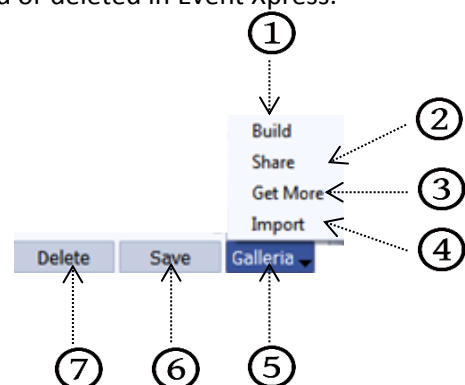 or deleted in Event Xpress.
①
Build
②
Share
Get More
③
Import
④
Delete
Save
Galleria
⑦
⑥
⑤